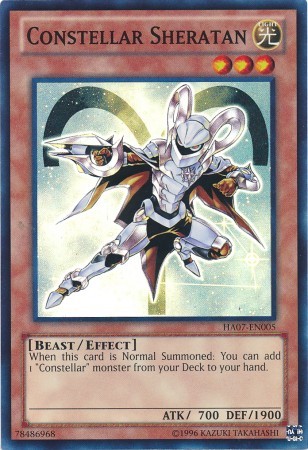 CONSTELLAR SHERATAN
LIGHT
光
HA07-EN005
[BEAST / EFFECT]
When this card is Normal Summoned: You can add
1 "Constellar" monster from your Deck to your hand.
ATK/ 700 DEF/1900
78486968
©1996 KAZUKI TAKAHASHI